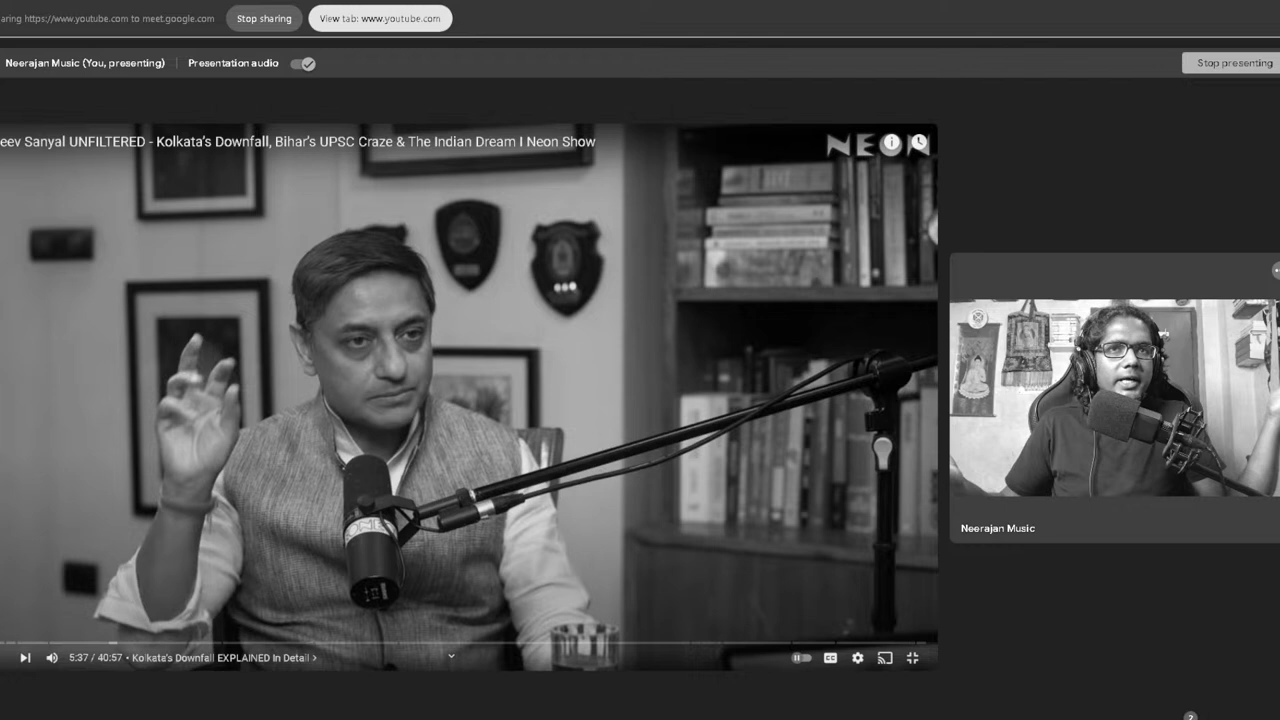 aring https://www.youtube.com to meet.google.com
Stop sharing
View tab: www.youtube.com
Neerajan Music (You, presenting)
Presentation audio
Stop presenting
eev Sanyal UNFILTERED - Kolkata's Downfall, Bihar's UPSC Craze & The Indian Dream I Neon Show
NEON
5:37 / 40:57 • Kolkata's Downfall EXPLAINED In Detail >
CC
Neerajan Music